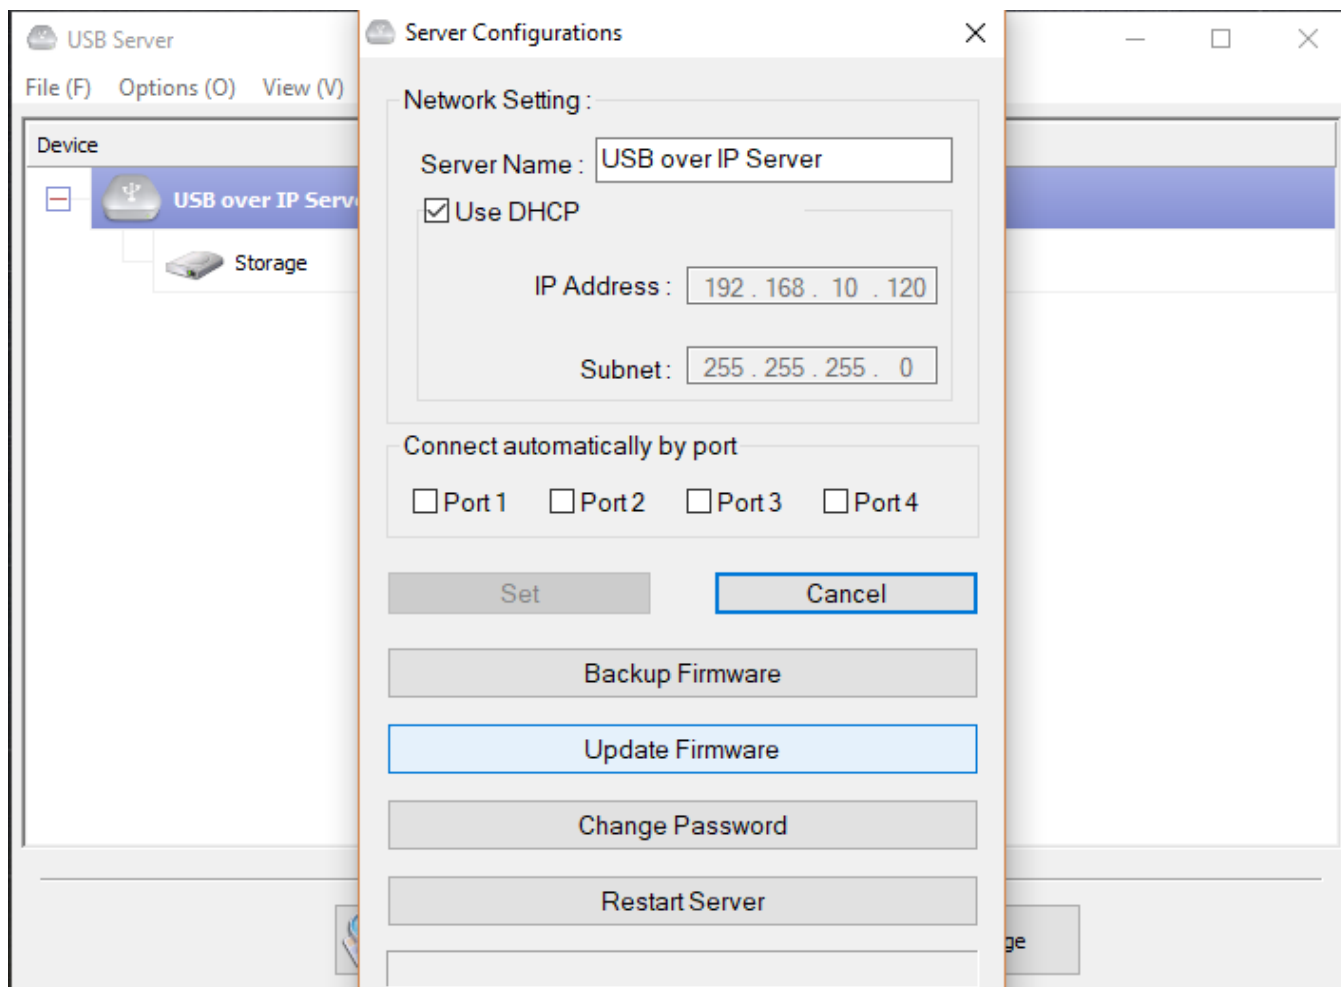 USB Server
File (F) Options (O) View (V)
Device
USB over IP
Storage
Server Configurations
Network Setting :
Server Name : USB over IP Server
Use DHCP
IP Address : 192 . 168 . 10 . 120
Subnet : 255 . 255 . 255 . 0
Connect automatically by port
Port 1 Port 2 Port 3 Port 4
Set Cancel
Backup Firmware
Update Firmware
Change Password
Restart Server